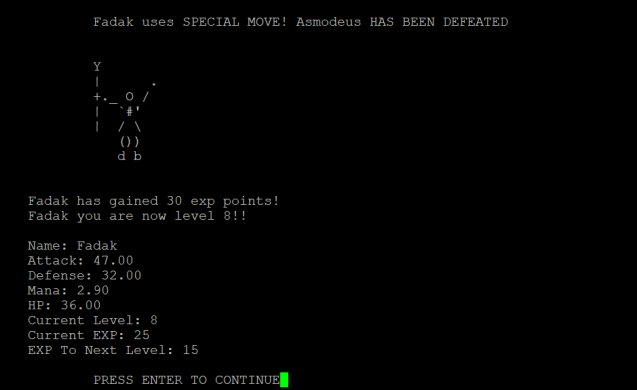 Fadak uses SPECIAL MOVE! Asmodeus HAS BEEN DEFEATED
Y
|         .
+._ O /
|  `#'
|  / \
())
d b
Fadak has gained 30 exp points!
Fadak you are now level 8!!
Name: Fadak
Attack: 47.00
Defense: 32.00
Mana: 2.90
HP: 36.00
Current Level: 8
Current EXP: 25
EXP To Next Level: 15
PRESS ENTER TO CONTINUE